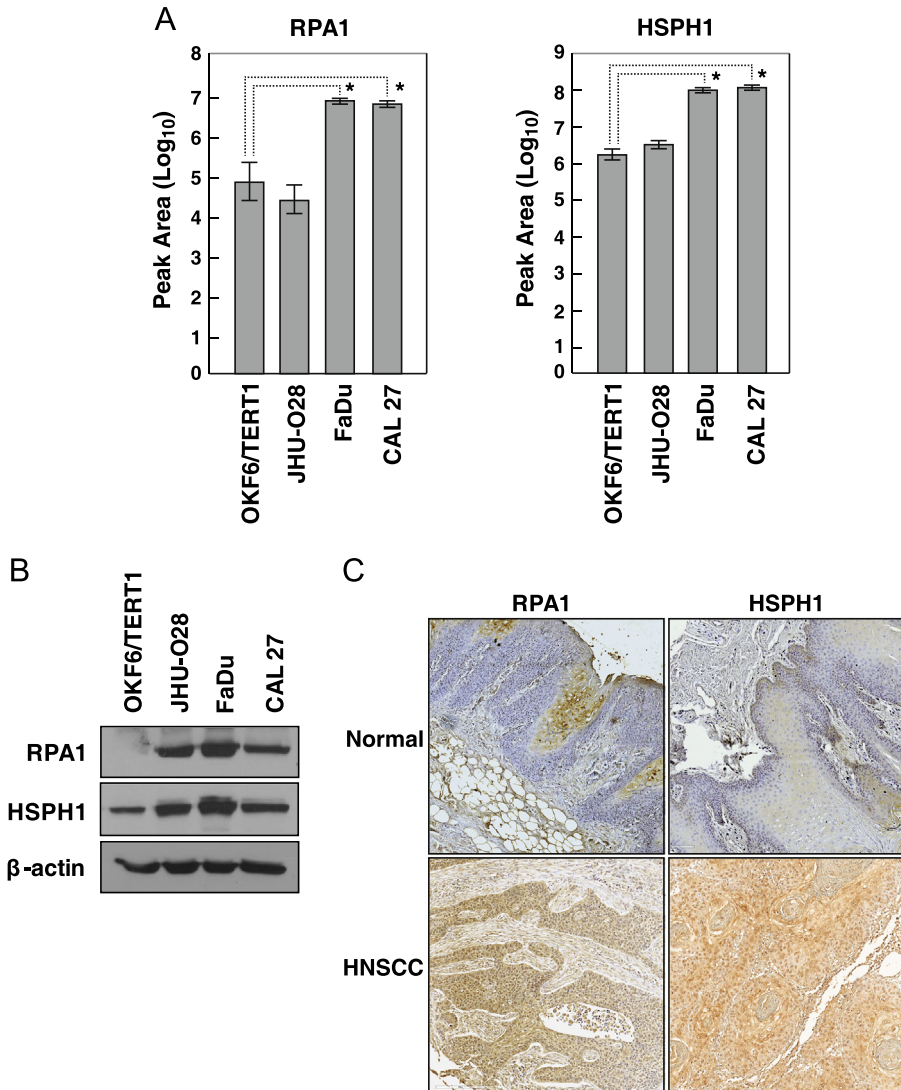 A
RPA1
HSPH1
Peak Area (Log10)
8
7
6
5
4
3
2
1
0
* *
OKF6/TERT1
JHU-O28
FaDu
CAL 27
Peak Area (Log10)
9
8
7
6
5
4
3
2
1
0
* *
OKF6/TERT1
JHU-O28
FaDu
CAL 27
B
OKF6/TERT1
JHU-O28
FaDu
CAL 27
RPA1
HSPH1
β-actin
C
RPA1
HSPH1
Normal
HNSCC